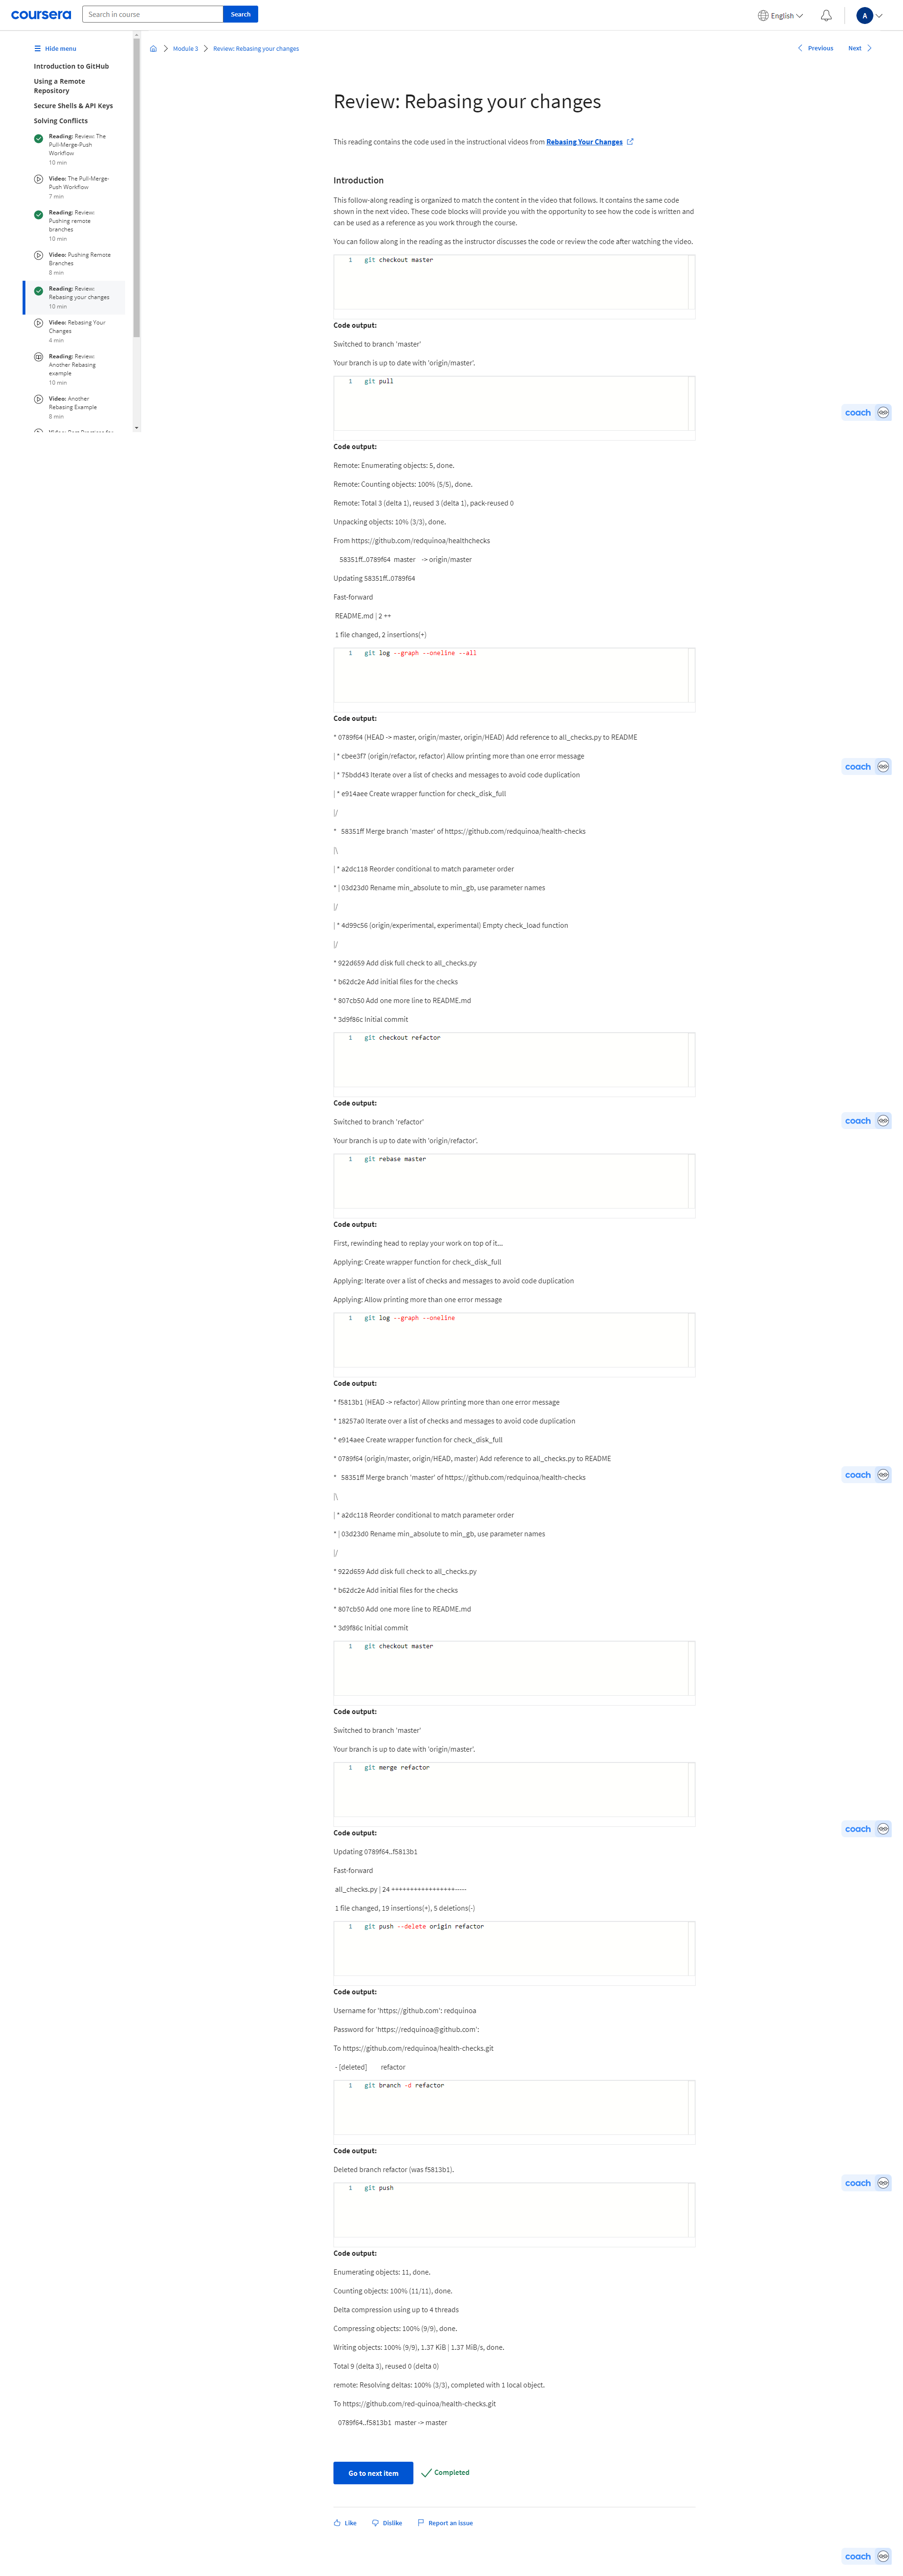 coursera
Search in course
Search
English
A
Hide menu
Introduction to GitHub
Using a Remote
Repository
Secure Shells & API Keys
Solving Conflicts
Reading: Review: The
Pull-Merge-Push
Workflow
10 min
Video: The Pull-Merge-
Push Workflow
7 min
Reading: Review:
Pushing remote
branches
10 min
Video: Pushing Remote
Branches
8 min
Reading: Review:
Rebasing your changes
10 min
Video: Rebasing Your
Changes
4 min
Reading: Review:
Another Rebasing
example
10 min
Video: Another
Rebasing Example
8 min
Module 3
Review: Rebasing your changes
Previous
Next
Review: Rebasing your changes
This reading contains the code used in the instructional videos from Rebasing Your Changes
Introduction
This follow-along reading is organized to match the content in the video that follows. It contains the same code
shown in the next video. These code blocks will provide you with the opportunity to see how the code is written and
can be used as a reference as you work through the course.
You can follow along in the reading as the instructor discusses the code or review the code after watching the video.
1 git checkout master
Code output:
Switched to branch 'master'
Your branch is up to date with 'origin/master'.
1 git pull
coach
Code output:
Remote: Enumerating objects: 5, done.
Remote: Counting objects: 100% (5/5), done.
Remote: Total 3 (delta 1), reused 3 (delta 1), pack-reused 0
Unpacking objects: 10% (3/3), done.
From https://github.com/redquinoa/healthchecks
58351ff..0789f64 master -> origin/master
Updating 58351ff..0789f64
Fast-forward
README.md | 2 ++
1 file changed, 2 insertions(+)
1 git log --graph --oneline --all
Code output:
* 0789f64 (HEAD -> master, origin/master, origin/HEAD) Add reference to all_checks.py to README
| * cbee3f7 (origin/refactor, refactor) Allow printing more than one error message
coach
| * 75bdd43 Iterate over a list of checks and messages to avoid code duplication
| * e914aee Create wrapper function for check_disk_full
|/
* 58351ff Merge branch 'master' of https://github.com/redquinoa/health-checks
|\
| * a2dc118 Reorder conditional to match parameter order
* | 03d23d0 Rename min_absolute to min_gb, use parameter names
|/
| * 4d99c56 (origin/experimental, experimental) Empty check_load function
|/
* 922d659 Add disk full check to all_checks.py
* b62dc2e Add initial files for the checks
* 807cb50 Add one more line to README.md
* 3d9f86c Initial commit
1 git checkout refactor
Code output:
Switched to branch 'refactor'
coach
Your branch is up to date with 'origin/refactor'.
1 git rebase master
Code output:
First, rewinding head to replay your work on top of it...
Applying: Create wrapper function for check_disk_full
Applying: Iterate over a list of checks and messages to avoid code duplication
Applying: Allow printing more than one error message
1 git log --graph --oneline
Code output:
* f5813b1 (HEAD -> refactor) Allow printing more than one error message
* 18257a0 Iterate over a list of checks and messages to avoid code duplication
* e914aee Create wrapper function for check_disk_full
* 0789f64 (origin/master, origin/HEAD, master) Add reference to all_checks.py to README
coach
* 58351ff Merge branch 'master' of https://github.com/redquinoa/health-checks
|\
| * a2dc118 Reorder conditional to match parameter order
* | 03d23d0 Rename min_absolute to min_gb, use parameter names
|/
* 922d659 Add disk full check to all_checks.py
* b62dc2e Add initial files for the checks
* 807cb50 Add one more line to README.md
* 3d9f86c Initial commit
1 git checkout master
Code output:
Switched to branch 'master'
Your branch is up to date with 'origin/master'.
1 git merge refactor
coach
Code output:
Updating 0789f64..f5813b1
Fast-forward
all_checks.py | 24 +++++++++++++++++++-----
1 file changed, 19 insertions(+), 5 deletions(-)
1 git push --delete origin refactor
Code output:
Username for 'https://github.com': redquinoa
Password for 'https://redquinoa@github.com':
To https://github.com/redquinoa/health-checks.git
- [deleted] refactor
1 git branch -d refactor
Code output:
Deleted branch refactor (was f5813b1).
coach
1 git push
Code output:
Enumerating objects: 11, done.
Counting objects: 100% (11/11), done.
Delta compression using up to 4 threads
Compressing objects: 100% (9/9), done.
Writing objects: 100% (9/9), 1.37 KiB | 1.37 MiB/s, done.
Total 9 (delta 3), reused 0 (delta 0)
remote: Resolving deltas: 100% (3/3), completed with 1 local object.
To https://github.com/red-quinoa/health-checks.git
0789f64..f5813b1 master -> master
Go to next item
Completed
Like
Dislike
Report an issue
coach